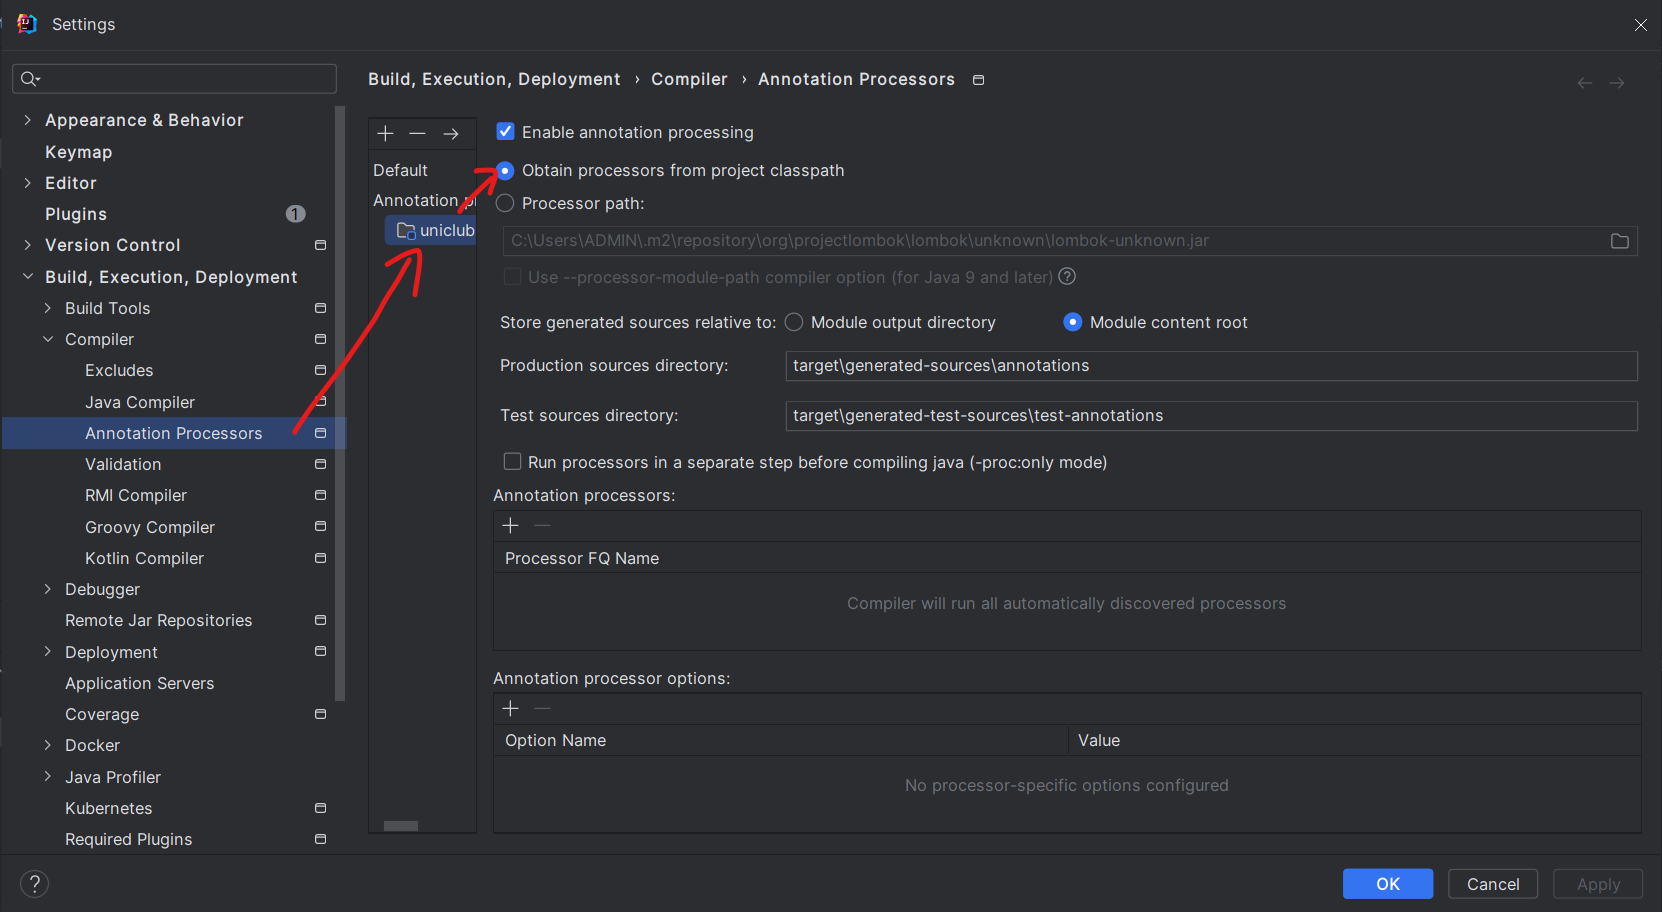 Settings
Appearance & Behavior
Keymap
Editor
Plugins
1
Version Control
Build, Execution, Deployment
Build Tools
Compiler
Excludes
Java Compiler
Annotation Processors
Validation
RMI Compiler
Groovy Compiler
Kotlin Compiler
Debugger
Remote Jar Repositories
Deployment
Application Servers
Coverage
Docker
Java Profiler
Kubernetes
Required Plugins
Build, Execution, Deployment › Compiler › Annotation Processors
Default
Annotation p
uniclub
Enable annotation processing
Obtain processors from project classpath
Processor path:
C:\Users\ADMIN\.m2\repository\org\projectlombok\lombok\unknown\lombok-unknown.jar
Use --processor-module-path compiler option (for Java 9 and later) ?
Store generated sources relative to: Module output directory Module content root
Production sources directory: target\generated-sources\annotations
Test sources directory: target\generated-test-sources\test-annotations
Run processors in a separate step before compiling java (-proc:only mode)
Annotation processors:
Processor FQ Name
Compiler will run all automatically discovered processors
Annotation processor options:
Option Name Value
No processor-specific options configured
? OK Cancel Apply